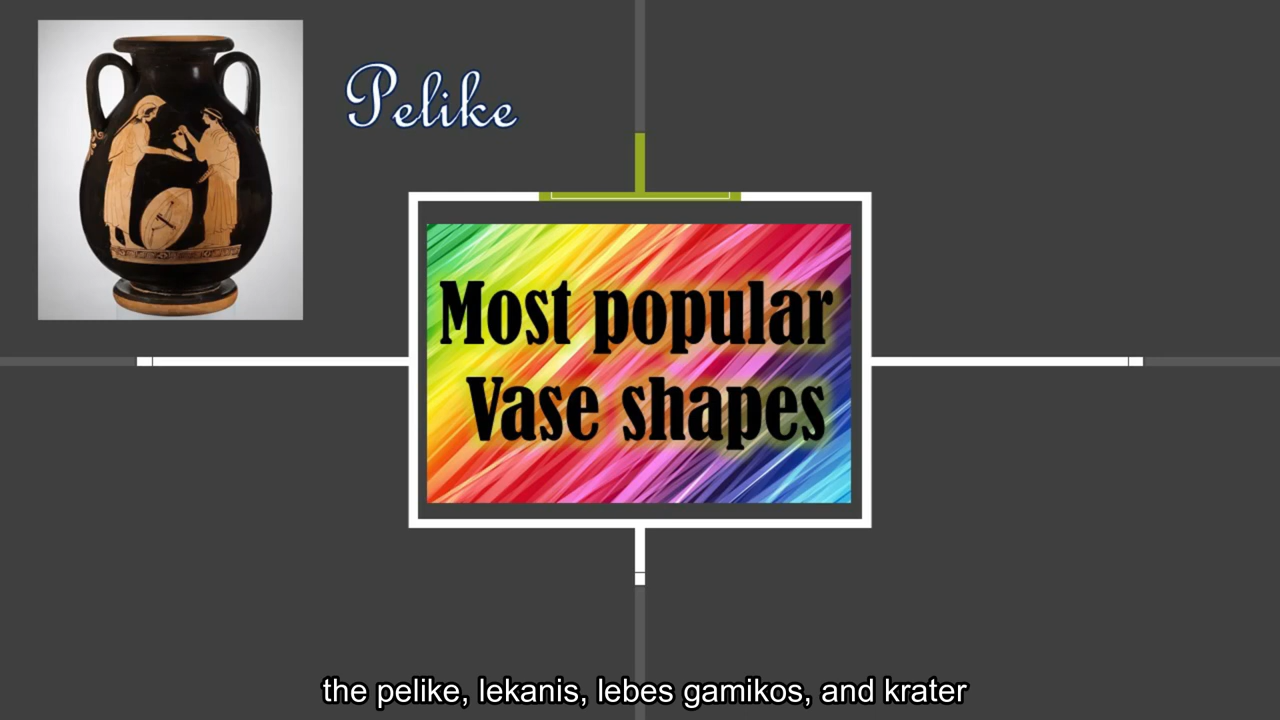 Pelike
Most popular
Vase shapes
the pelike, lekanis, lebes gamikos, and krater